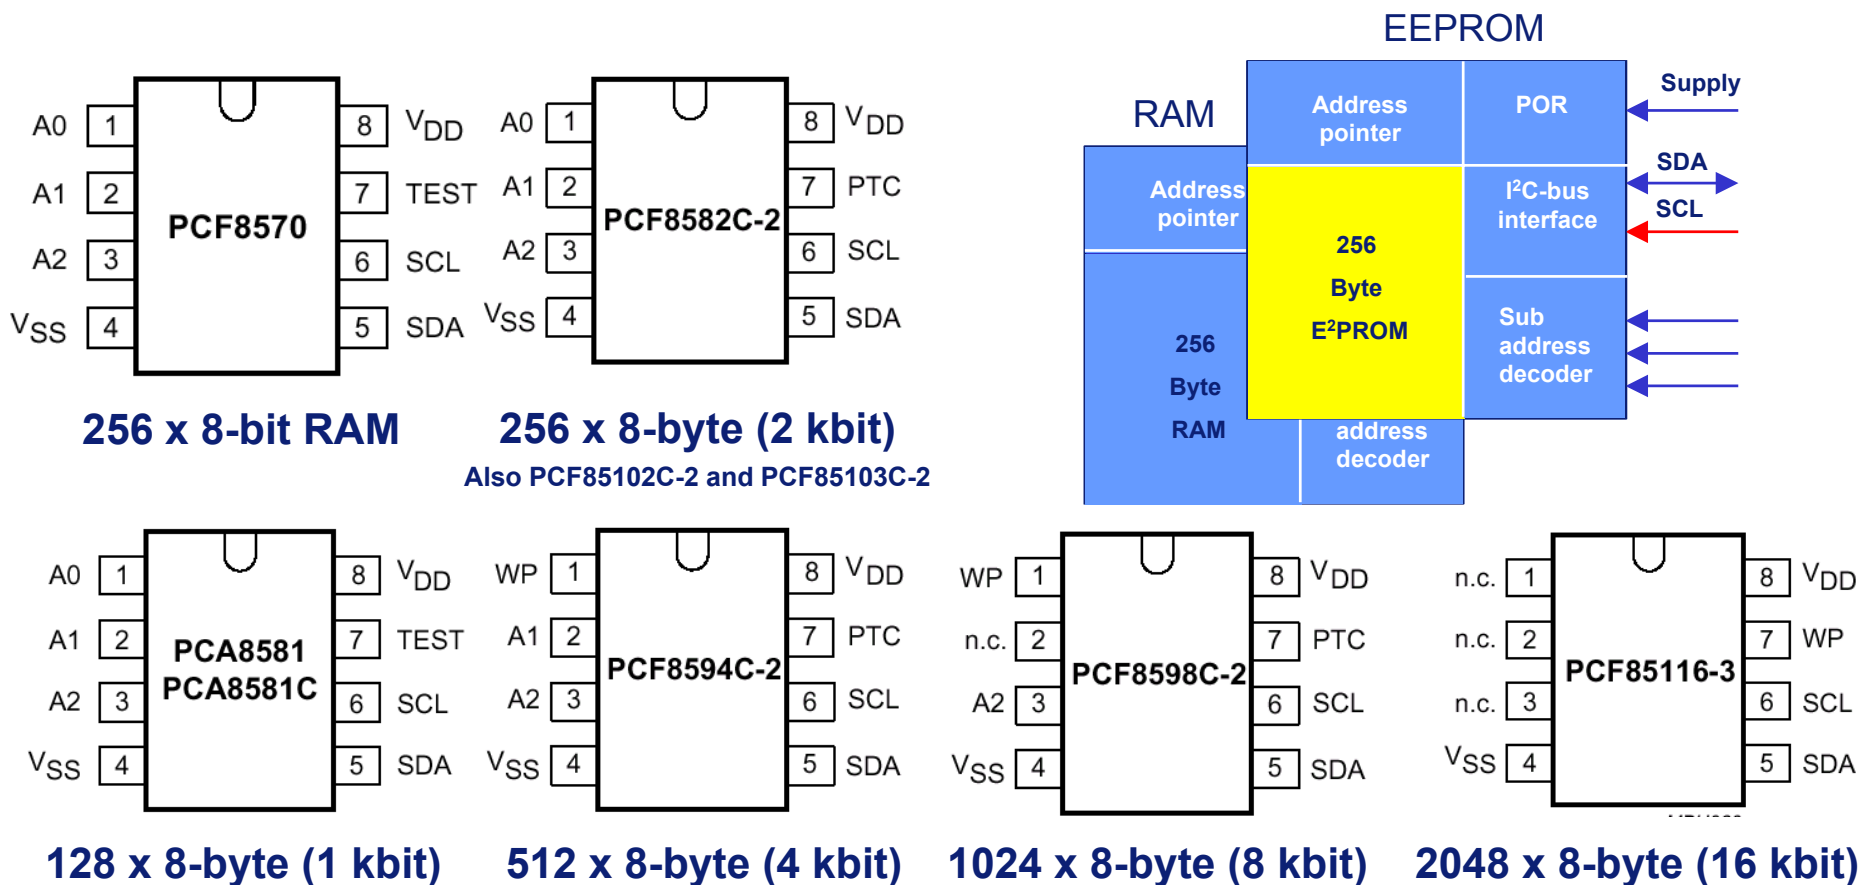 EEPROM
RAM
A0 1
A1 2
A2 3
VSS 4
PCF8570
8 VDD
7 TEST
6 SCL
5 SDA
256 x 8-bit RAM
A0 1
A1 2
A2 3
VSS 4
PCF8582C-2
8 VDD
7 PTC
6 SCL
5 SDA
256 x 8-byte (2 kbit)
Also PCF85102C-2 and PCF85103C-2
Address
pointer
POR
Supply
Address
pointer
256
Byte
E²PROM
I²C-bus
interface
SDA
SCL
Sub
address
decoder
256
Byte
RAM
address
decoder
A0 1
A1 2
A2 3
VSS 4
PCA8581
PCA8581C
8 VDD
7 TEST
6 SCL
5 SDA
128 x 8-byte (1 kbit)
WP 1
A1 2
A2 3
VSS 4
PCF8594C-2
8 VDD
7 PTC
6 SCL
5 SDA
512 x 8-byte (4 kbit)
WP 1
n.c. 2
A2 3
VSS 4
PCF8598C-2
8 VDD
7 PTC
6 SCL
5 SDA
1024 x 8-byte (8 kbit)
n.c. 1
n.c. 2
n.c. 3
VSS 4
PCF85116-3
8 VDD
7 WP
6 SCL
5 SDA
2048 x 8-byte (16 kbit)